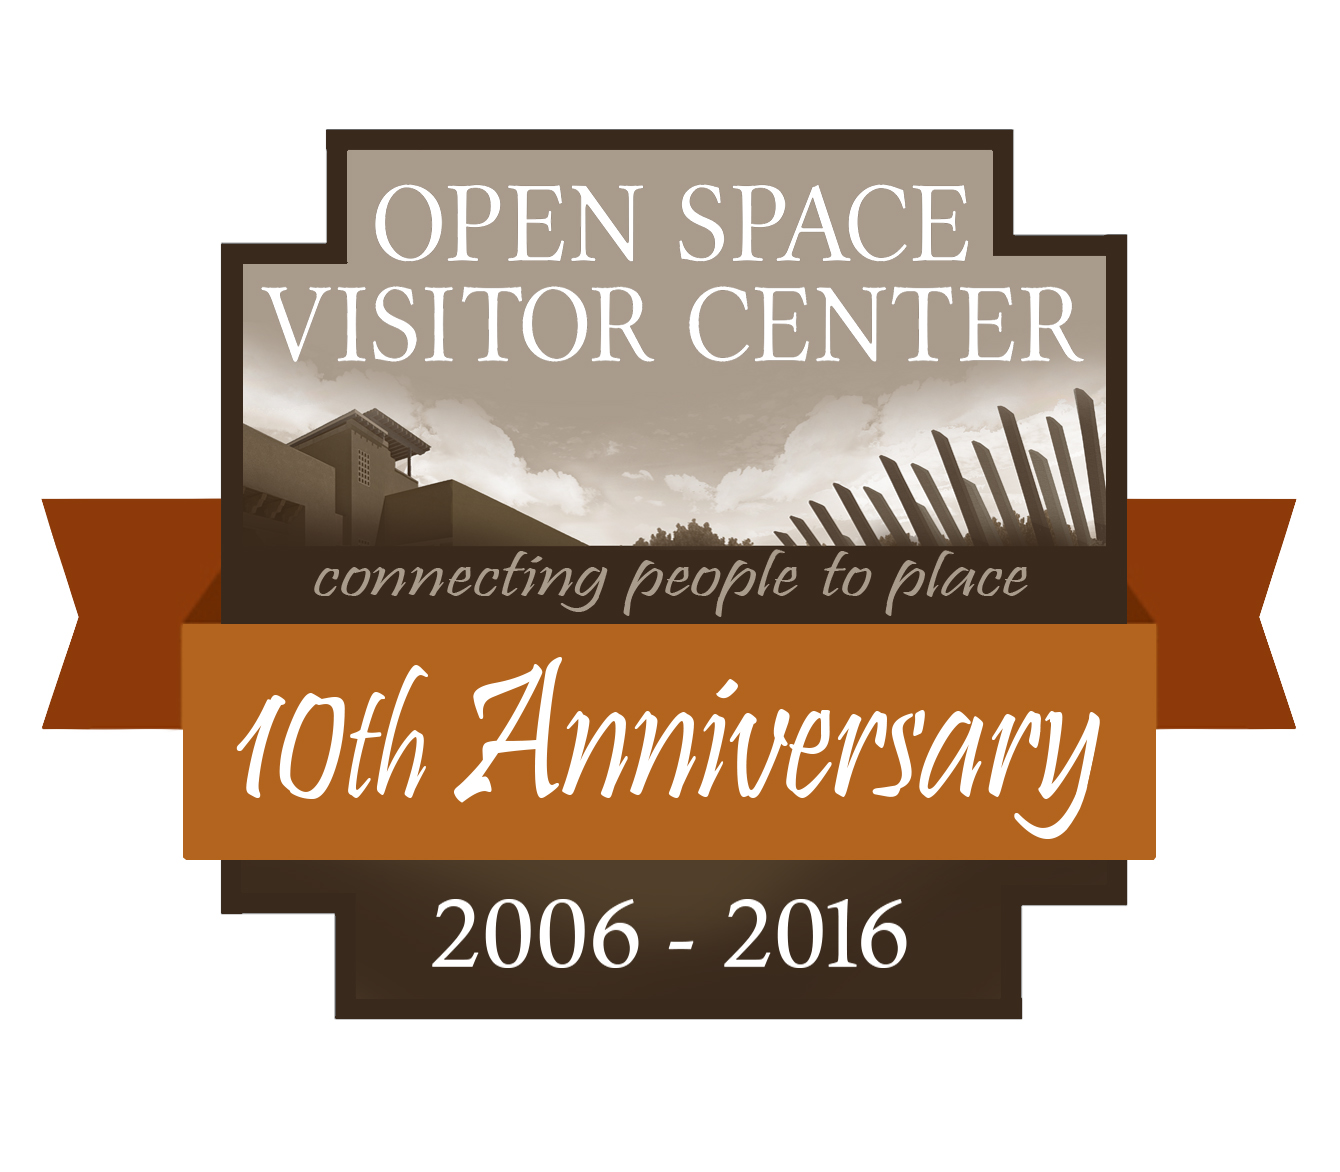 OPEN SPACE
VISITOR CENTER
connecting people to place
10th Anniversary
2006 - 2016